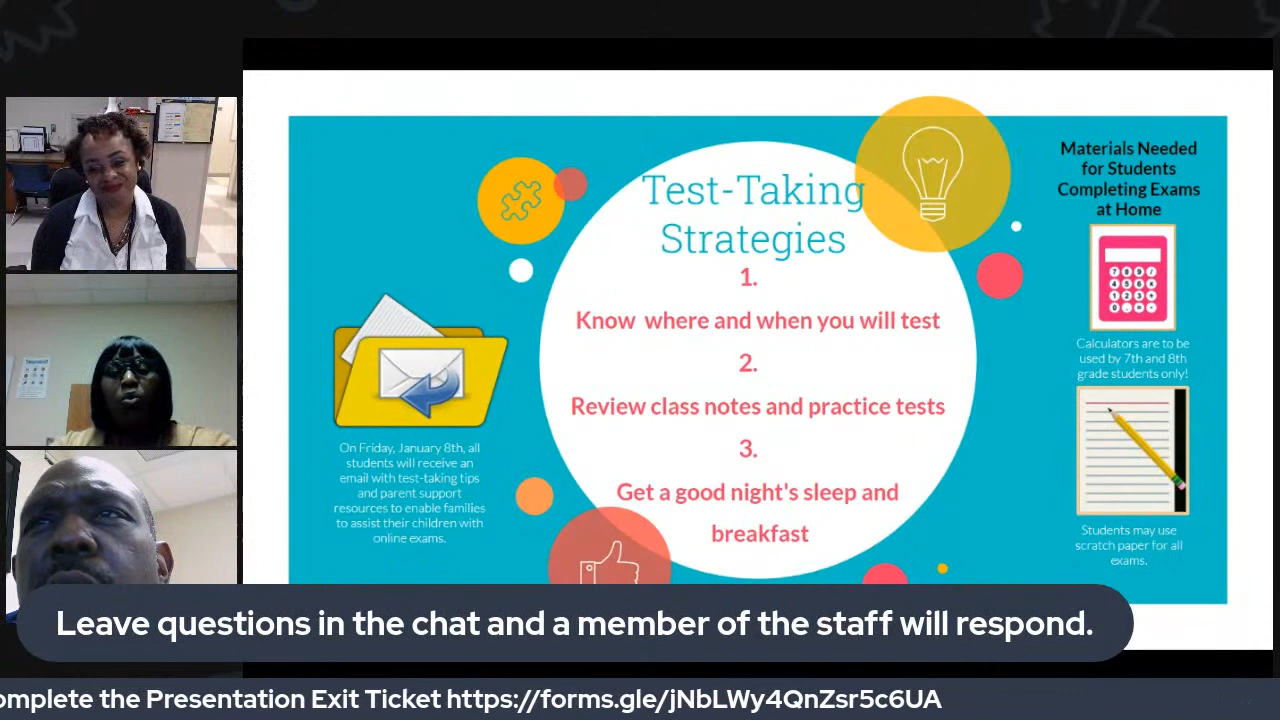 Test-Taking
Strategies
1.
Know where and when you will test
2.
Review class notes and practice tests
3.
Get a good night's sleep and
breakfast
On Friday, January 8th, all
students will receive an
email with test-taking tips
and parent support
resources to enable families
to assist their children with
online exams.
Materials Needed
for Students
Completing Exams
at Home
Calculators are to be
used by 7th and 8th
grade students only!
Students may use
scratch paper for all
exams.
Leave questions in the chat and a member of the staff will respond.
omplete the Presentation Exit Ticket https://forms.gle/jNbLWy4QnZsr5c6UA